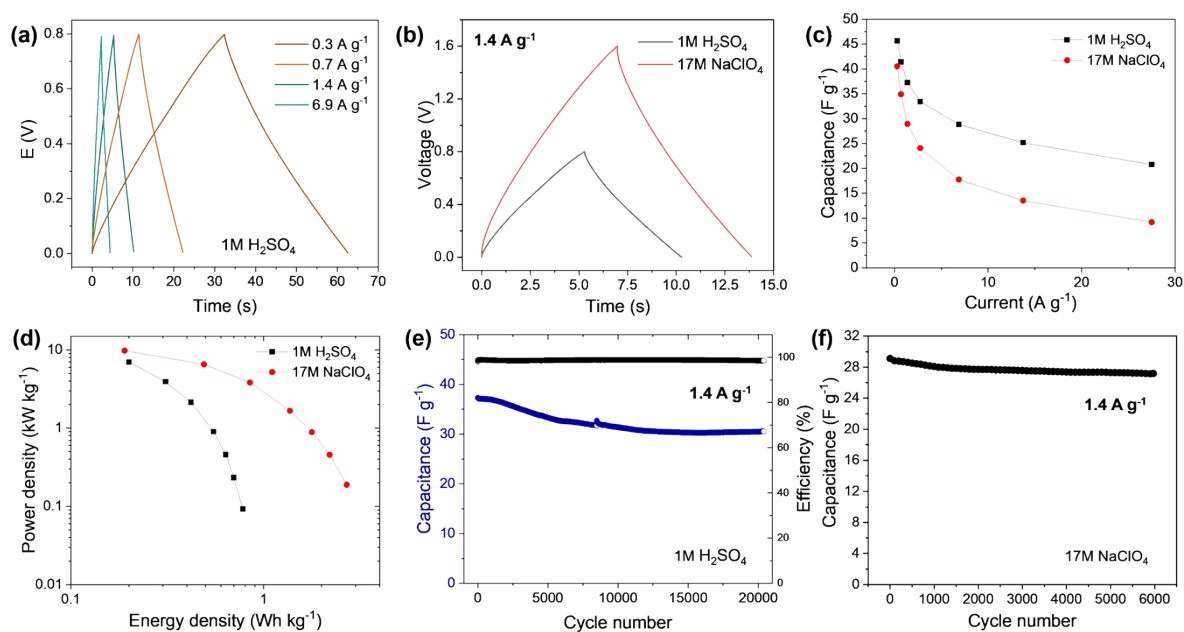 (a)
0.8
0.6
0.4
0.2
0.0
E (V)
0 10 20 30 40 50 60 70
Time (s)
0.3 A g⁻¹
0.7 A g⁻¹
1.4 A g⁻¹
6.9 A g⁻¹
1M H₂SO₄
(b)
1.4 A g⁻¹
1M H₂SO₄
17M NaClO₄
1.6
1.2
0.8
0.4
0.0
Voltage (V)
0.0 2.5 5.0 7.5 10.0 12.5 15.0
Time (s)
(c)
1M H₂SO₄
17M NaClO₄
50
45
40
35
30
25
20
15
10
5
0
Capacitance (F g⁻¹)
0 10 20 30
Current (A g⁻¹)
(d)
1M H₂SO₄
17M NaClO₄
10
1
0.1
0.01
Power density (kW kg⁻¹)
0.1 1
Energy density (Wh kg⁻¹)
(e)
50
45
40
35
30
25
20
15
10
5
0
Capacitance (F g⁻¹)
1.4 A g⁻¹
1M H₂SO₄
100
80
60
40
20
0
Efficiency (%)
0 5000 10000 15000 20000
Cycle number
(f)
32
28
24
20
16
12
8
4
0
Capacitance (F g⁻¹)
1.4 A g⁻¹
17M NaClO₄
0 1000 2000 3000 4000 5000 6000
Cycle number